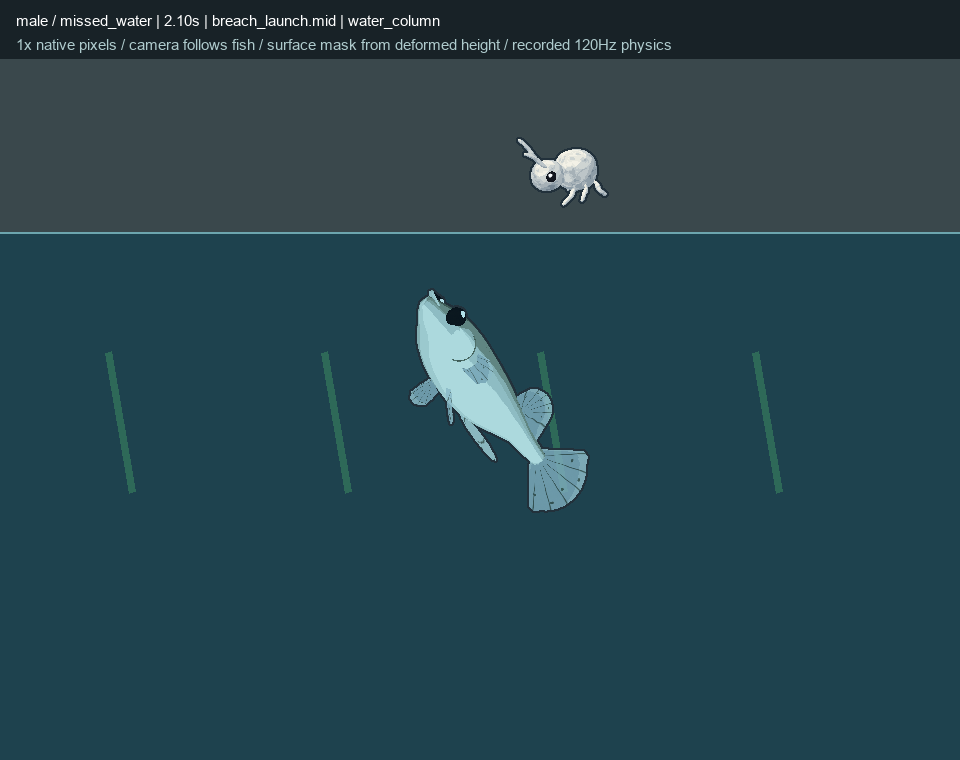 male / missed_water | 2.10s | breach_launch.mid | water_column
1x native pixels / camera follows fish / surface mask from deformed height / recorded 120Hz physics